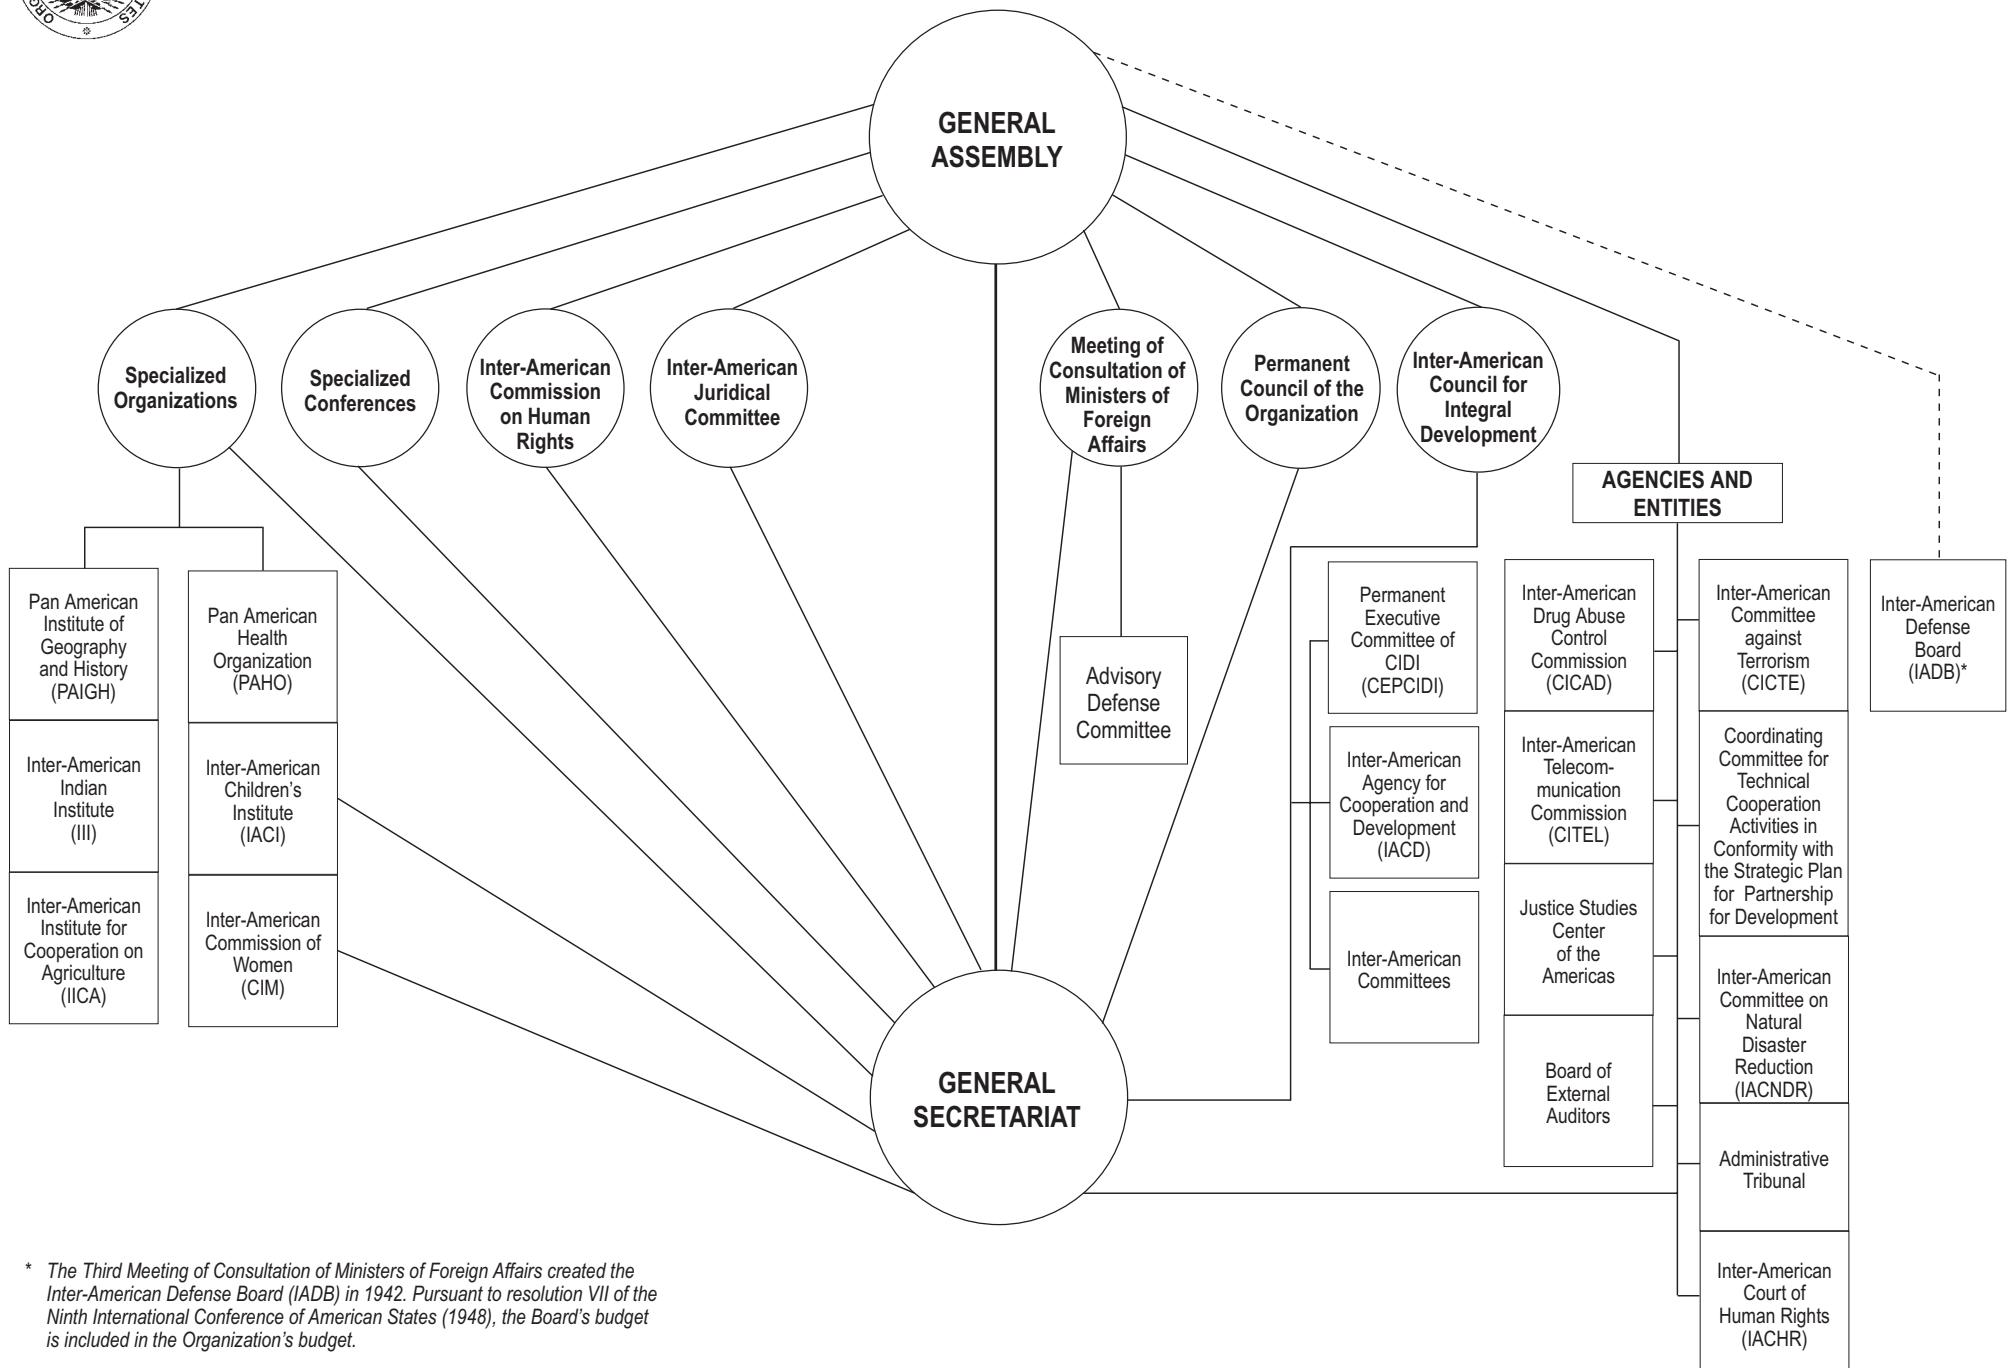 ORG
TES
GENERAL
ASSEMBLY
Specialized
Organizations
Specialized
Conferences
Inter-American
Commission
on Human
Rights
Inter-American
Juridical
Committee
Meeting of
Consultation of
Ministers of
Foreign
Affairs
Permanent
Council of the
Organization
Inter-American
Council for
Integral
Development
AGENCIES AND
ENTITIES
Pan American
Institute of
Geography
and History
(PAIGH)
Inter-American
Indian
Institute
(III)
Inter-American
Institute for
Cooperation on
Agriculture
(IICA)
Pan American
Health
Organization
(PAHO)
Inter-American
Children’s
Institute
(IACI)
Inter-American
Commission of
Women
(CIM)
Advisory
Defense
Committee
Permanent
Executive
Committee of
CIDI
(CEPCIDI)
Inter-American
Agency for
Cooperation and
Development
(IACD)
Inter-American
Committees
Inter-American
Drug Abuse
Control
Commission
(CICAD)
Inter-American
Telecom-
munication
Commission
(CITEL)
Justice Studies
Center
of the
Americas
Board of
External
Auditors
Inter-American
Committee
against
Terrorism
(CICTE)
Coordinating
Committee for
Technical
Cooperation
Activities in
Conformity with
the Strategic Plan
for Partnership
for Development
Inter-American
Committee on
Natural
Disaster
Reduction
(IACNDR)
Administrative
Tribunal
Inter-American
Court of
Human Rights
(IACHR)
Inter-American
Defense
Board
(IADB)*
GENERAL
SECRETARIAT
* The Third Meeting of Consultation of Ministers of Foreign Affairs created the
Inter-American Defense Board (IADB) in 1942. Pursuant to resolution VII of the
Ninth International Conference of American States (1948), the Board’s budget
is included in the Organization’s budget.